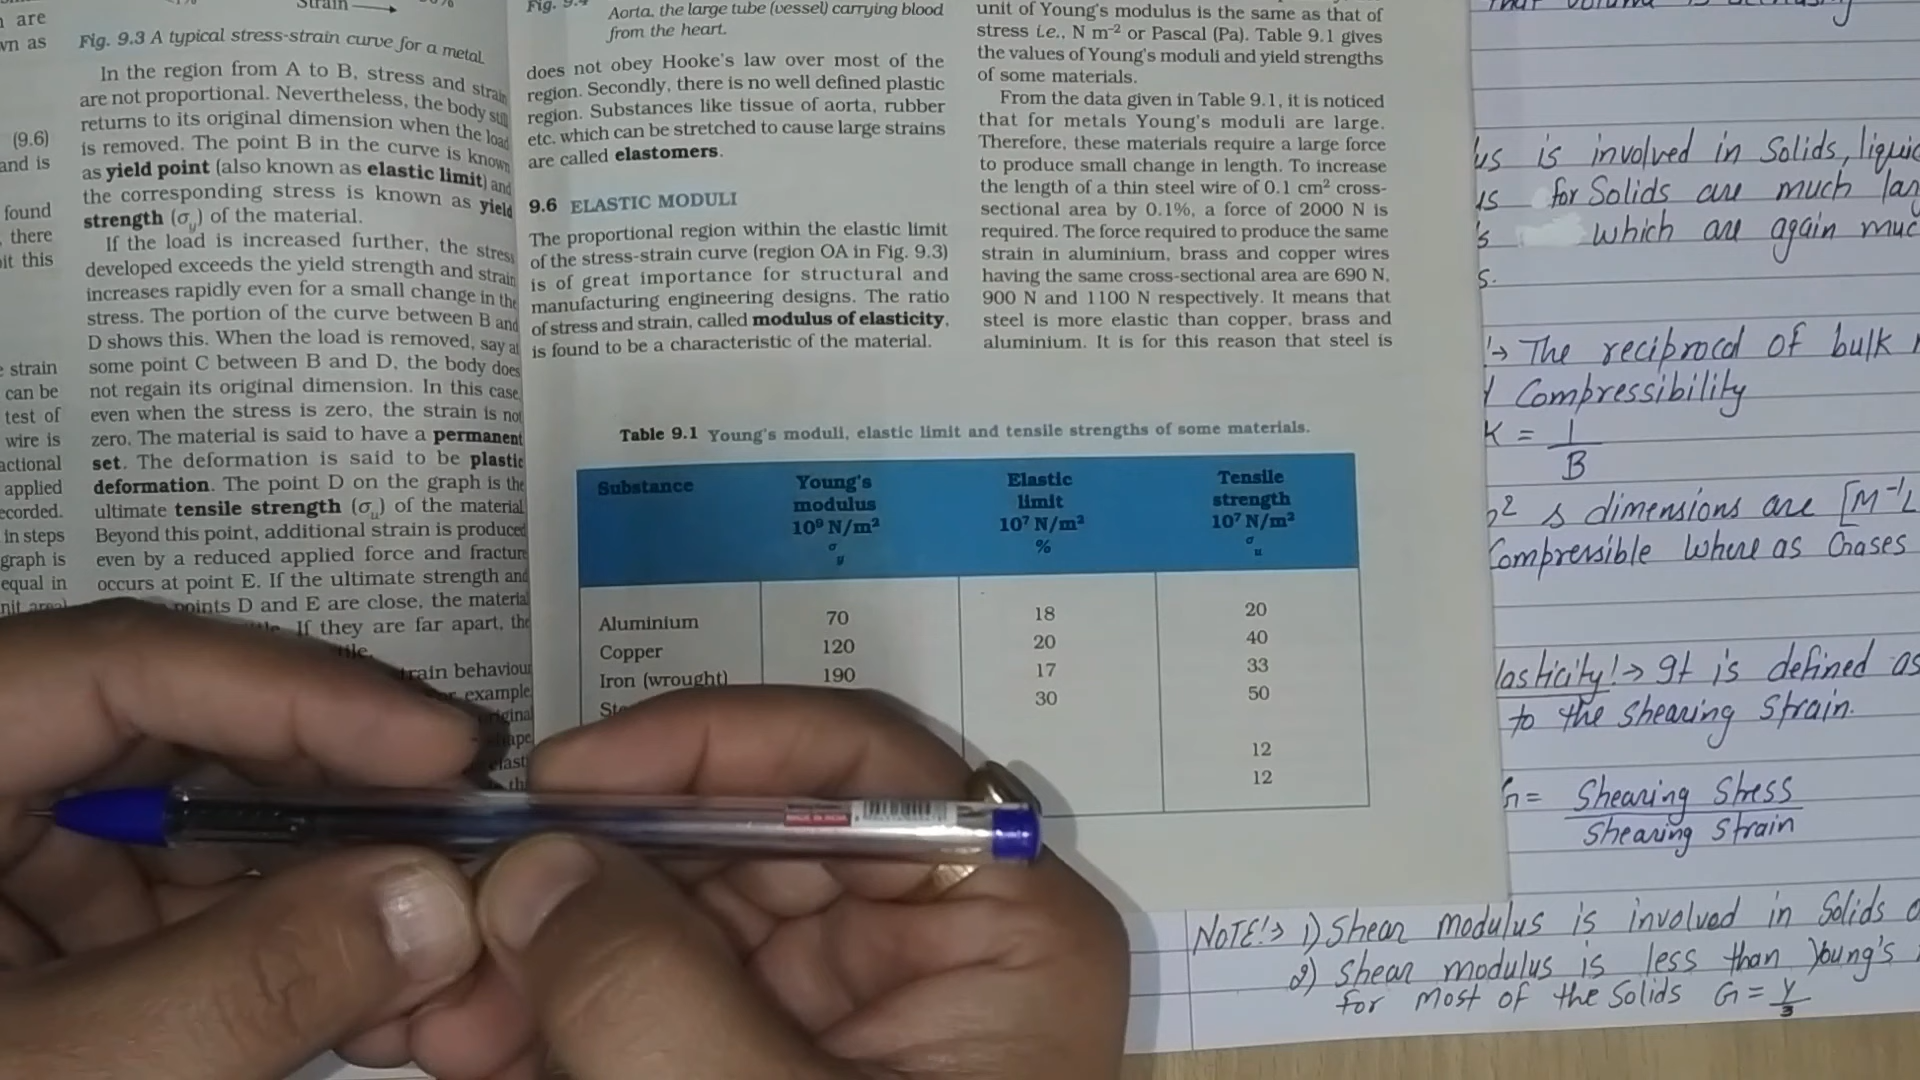 are
wn as
(9.6)
and is
found
there
it this
strain
can be
test of
wire is
actional
applied
ecorded.
in steps
graph is
equal in
Strain
Fig. 9.3 A typical stress-strain curve for a metal
In the region from A to B, stress and strain
are not proportional. Nevertheless, the body still
returns to its original dimension when the load
is removed. The point B in the curve is known
as yield point (also known as elastic limit) and
the corresponding stress is known as yield
strength (σy) of the material.
If the load is increased further, the stress
developed exceeds the yield strength and strain
increases rapidly even for a small change in the
stress. The portion of the curve between B and
D shows this. When the load is removed, say at
some point C between B and D, the body does
not regain its original dimension. In this case
even when the stress is zero, the strain is not
zero. The material is said to have a permanent
set. The deformation is said to be plastic
deformation. The point D on the graph is the
ultimate tensile strength (σu) of the material
Beyond this point, additional strain is produced
even by a reduced applied force and fracture
occurs at point E. If the ultimate strength and
points D and E are close, the material
If they are far apart, the
tile.
rain behaviour
example
iginal
Fig. 9.4
Aorta, the large tube (vessel) carrying blood
from the heart.
does not obey Hooke's law over most of the
region. Secondly, there is no well defined plastic
region. Substances like tissue of aorta, rubber
etc. which can be stretched to cause large strains
are called elastomers.
9.6 ELASTIC MODULI
The proportional region within the elastic limit
of the stress-strain curve (region OA in Fig. 9.3)
is of great importance for structural and
manufacturing engineering designs. The ratio
of stress and strain, called modulus of elasticity,
is found to be a characteristic of the material.
unit of Young's modulus is the same as that of
stress i.e., N m⁻² or Pascal (Pa). Table 9.1 gives
the values of Young's moduli and yield strengths
of some materials.
From the data given in Table 9.1, it is noticed
that for metals Young's moduli are large.
Therefore, these materials require a large force
to produce small change in length. To increase
the length of a thin steel wire of 0.1 cm² cross-
sectional area by 0.1%, a force of 2000 N is
required. The force required to produce the same
strain in aluminium, brass and copper wires
having the same cross-sectional area are 690 N,
900 N and 1100 N respectively. It means that
steel is more elastic than copper, brass and
aluminium. It is for this reason that steel is
Table 9.1 Young's moduli, elastic limit and tensile strengths of some materials.
Substance Young's modulus 10⁹ N/m² σy Elastic limit 10⁷ N/m² % Tensile strength 10⁷ N/m² σu
Aluminium 70 18 20
Copper 120 20 40
Iron (wrought) 190 17 33
Ste 30 50
12
12
MADE IN INDIA
us is involved in Solids, liquid
us for Solids are much lar
's which are again muc
s.
!→ The reciprocal of bulk
Compressibility
K = 1/B
s dimensions are [M⁻¹L
Compressible where as Gases
lasticity!→ It is defined as
to the shearing Strain.
G = Shearing Stress / Shearing Strain
NOTE!→ 1) Shear modulus is involved in Solids
2) Shear modulus is less than Young's
for most of the Solids G = Y/3